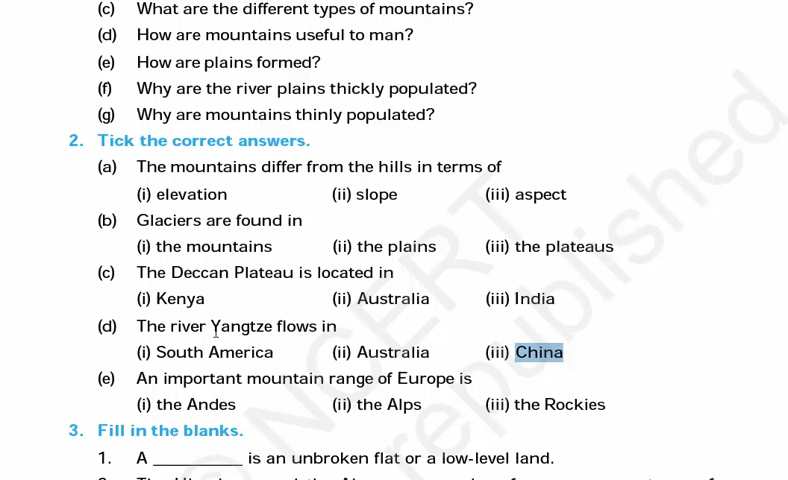 (c) What are the different types of mountains?
(d) How are mountains useful to man?
(e) How are plains formed?
(f) Why are the river plains thickly populated?
(g) Why are mountains thinly populated?
2. Tick the correct answers.
(a) The mountains differ from the hills in terms of
(i) elevation (ii) slope (iii) aspect
(b) Glaciers are found in
(i) the mountains (ii) the plains (iii) the plateaus
(c) The Deccan Plateau is located in
(i) Kenya (ii) Australia (iii) India
(d) The river Yangtze flows in
(i) South America (ii) Australia (iii) China
(e) An important mountain range of Europe is
(i) the Andes (ii) the Alps (iii) the Rockies
3. Fill in the blanks.
1. A __________ is an unbroken flat or a low-level land.
© NCERT
republished